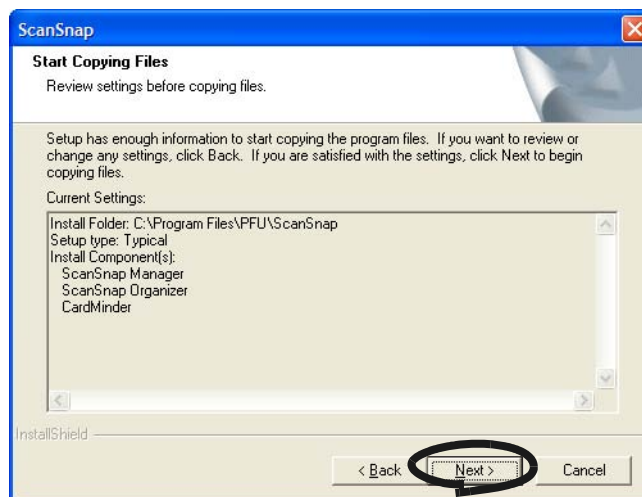 ScanSnap
Start Copying Files
Review settings before copying files.
Setup has enough information to start copying the program files.  If you want to review or
change any settings, click Back.  If you are satisfied with the settings, click Next to begin
copying files.
Current Settings:
Install Folder: C:\Program Files\PFU\ScanSnap
Setup type: Typical
Install Component(s):
ScanSnap Manager
ScanSnap Organizer
CardMinder
InstallShield
< Back
Next >
Cancel